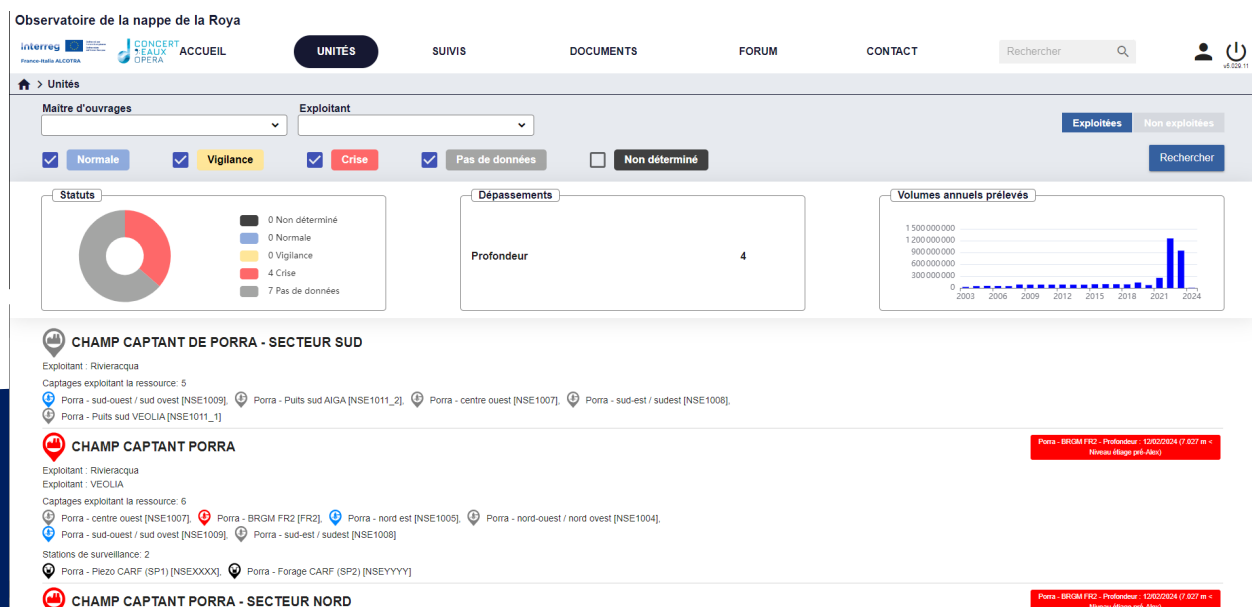 Observatoire de la nappe de la Roya
Interreg
France-Italia ALCOTRA
CONCERT
EAUX
OPERA
ACCUEIL UNITÉS SUIVIS DOCUMENTS FORUM CONTACT Rechercher
v5.029.11
> Unités
Maître d'ouvrages Exploitant
Exploitées Non exploitées
Normale Vigilance Crise Pas de données Non déterminé Rechercher
Statuts
0 Non déterminé
0 Normale
0 Vigilance
4 Crise
7 Pas de données
Dépassements
Profondeur 4
Volumes annuels prélevés
1 500 000 000
1 200 000 000
900 000 000
600 000 000
300 000 000
0
2003 2006 2009 2012 2015 2018 2021 2024
CHAMP CAPTANT DE PORRA - SECTEUR SUD
Exploitant : Rivieracqua
Captages exploitant la ressource: 5
Porra - sud-ouest / sud ovest [NSE1009], Porra - Puits sud AIGA [NSE1011_2], Porra - centre ouest [NSE1007], Porra - sud-est / sudest [NSE1008],
Porra - Puits sud VEOLIA [NSE1011_1]
CHAMP CAPTANT PORRA
Porra - BRGM FR2 - Profondeur : 12/02/2024 (7.027 m <
Niveau étiage pré-Alex)
Exploitant : Rivieracqua
Exploitant : VEOLIA
Captages exploitant la ressource: 6
Porra - centre ouest [NSE1007], Porra - BRGM FR2 [FR2], Porra - nord est [NSE1005], Porra - nord-ouest / nord ovest [NSE1004],
Porra - sud-ouest / sud ovest [NSE1009], Porra - sud-est / sudest [NSE1008]
Stations de surveillance: 2
Porra - Piezo CARF (SP1) [NSEXXXX], Porra - Forage CARF (SP2) [NSEYYYY]
CHAMP CAPTANT PORRA - SECTEUR NORD
Porra - BRGM FR2 - Profondeur : 12/02/2024 (7.027 m <
Niveau étiage pré-Alex)